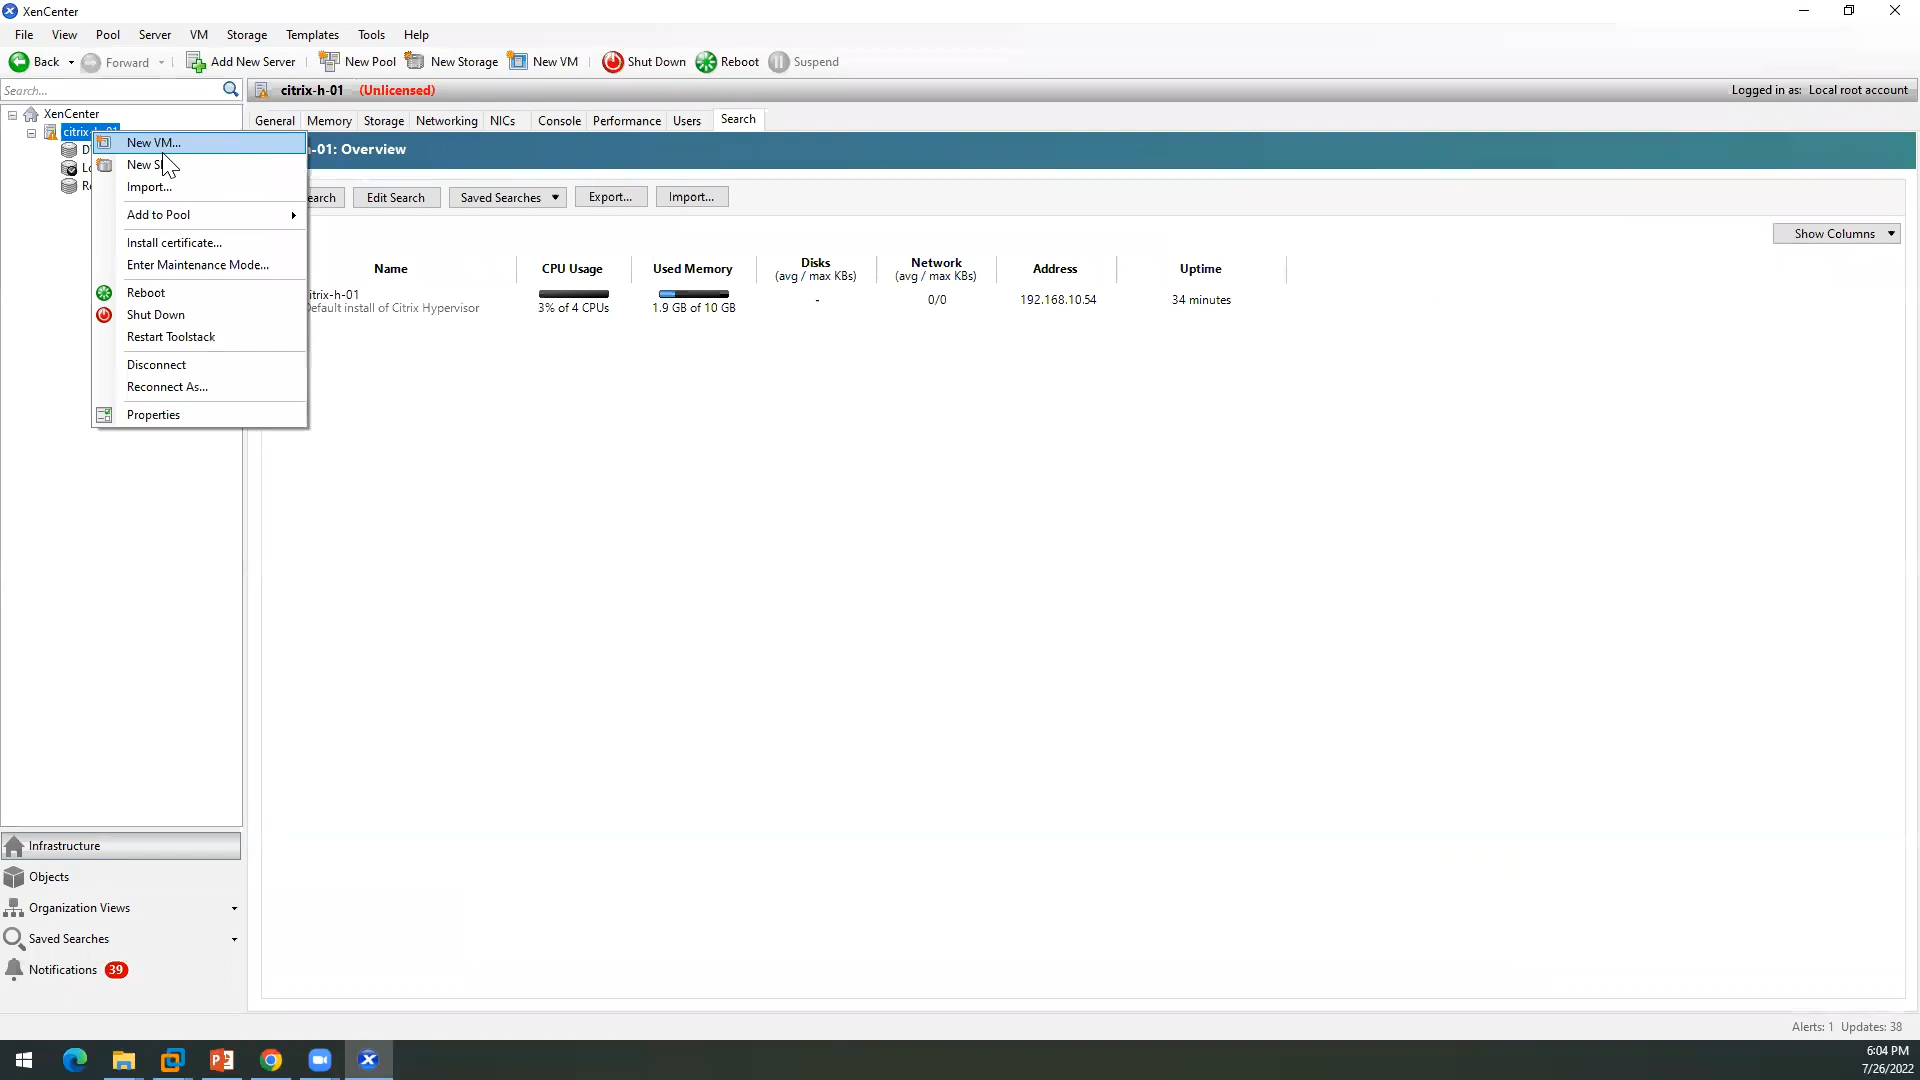 XenCenter
File View Pool Server VM Storage Templates Tools Help
Back Forward Add New Server New Pool New Storage New VM Shut Down Reboot Suspend
Search...
citrix-h-01 (Unlicensed)
Logged in as: Local root account
XenCenter
General Memory Storage Networking NICs Console Performance Users Search
-01: Overview
New VM...
New S
Import...
Add to Pool
Install certificate...
Enter Maintenance Mode...
Reboot
Shut Down
Restart Toolstack
Disconnect
Reconnect As...
Properties
earch Edit Search Saved Searches Export... Import...
Show Columns
Name CPU Usage Used Memory Disks Network Address Uptime
(avg / max KBs) (avg / max KBs)
itrix-h-01 - 0/0 192.168.10.54 34 minutes
efault install of Citrix Hypervisor 3% of 4 CPUs 1.9 GB of 10 GB
Infrastructure
Objects
Organization Views
Saved Searches
Notifications 39
Alerts: 1 Updates: 38
6:04 PM
7/26/2022